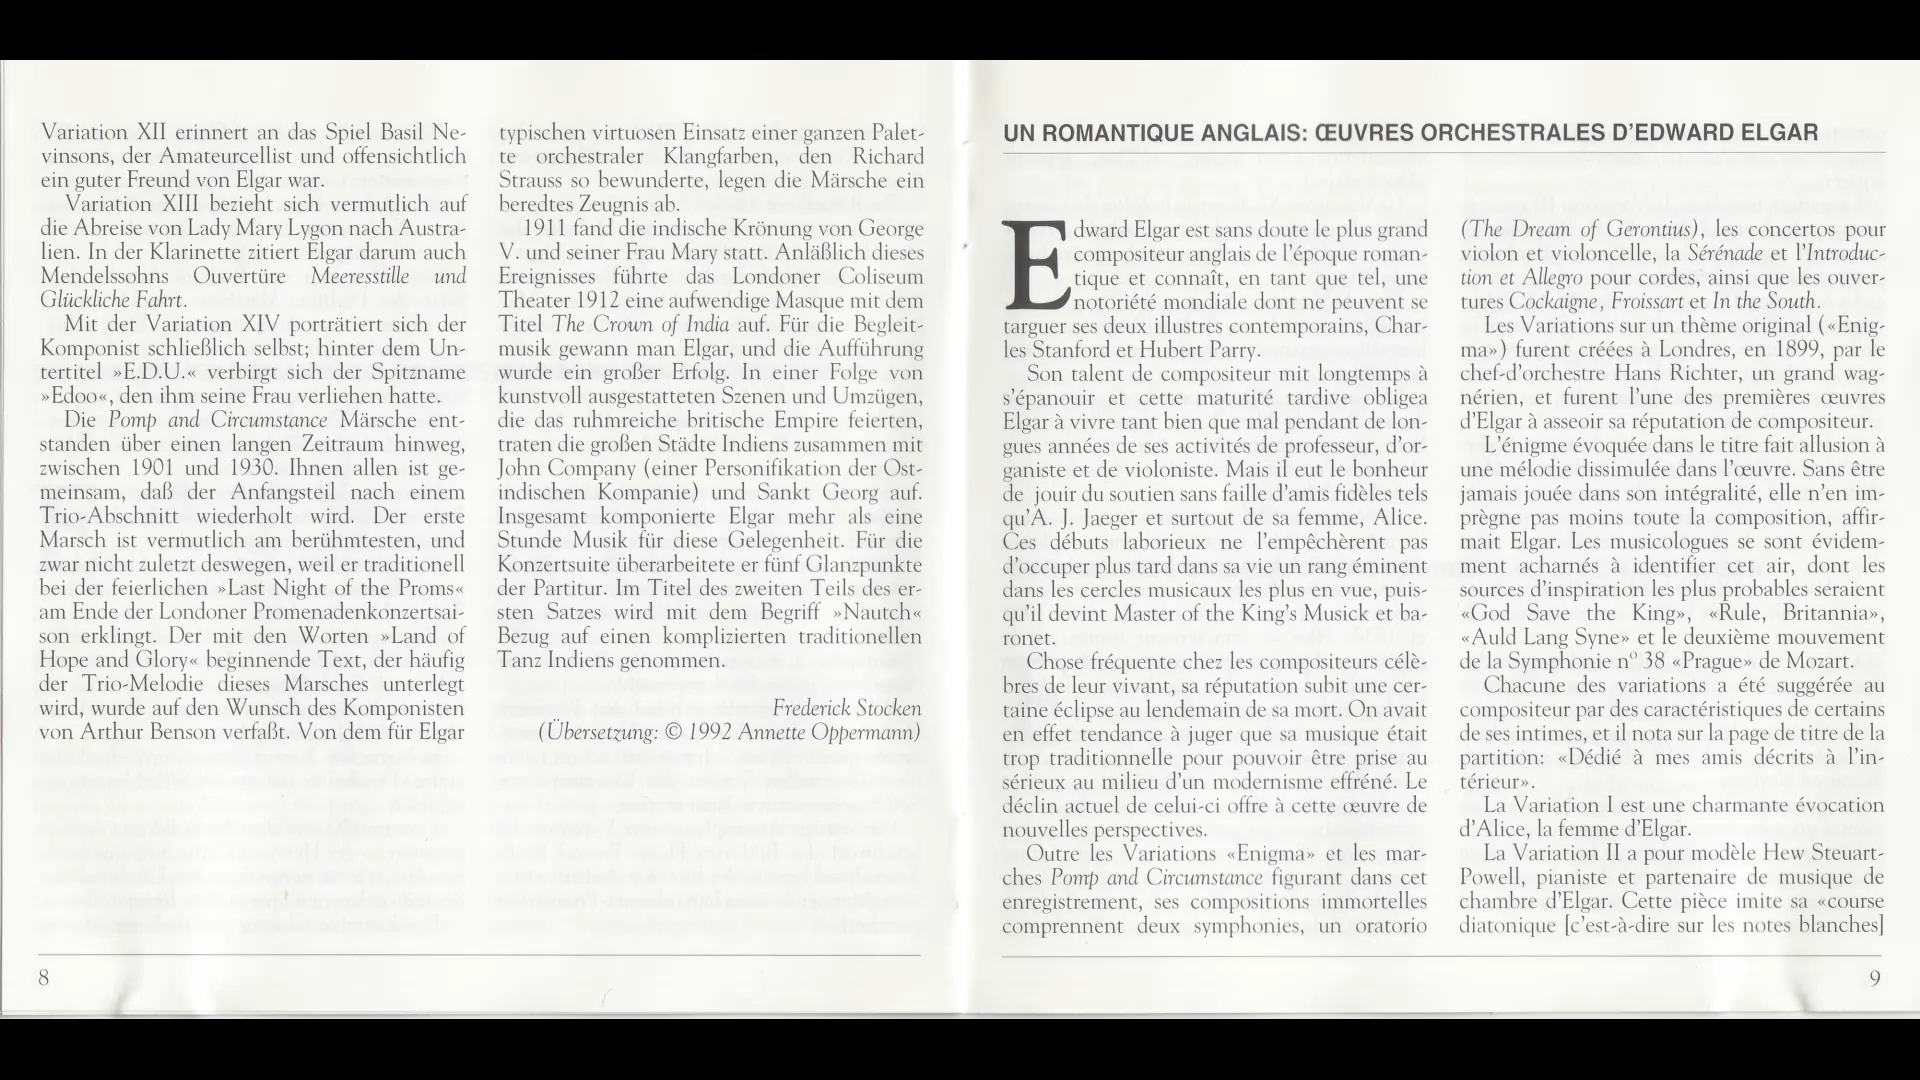 Variation XII erinnert an das Spiel Basil Ne-
vinsons, der Amateurcellist und offensichtlich
ein guter Freund von Elgar war.
Variation XIII bezieht sich vermutlich auf
die Abreise von Lady Mary Lygon nach Austra-
lien. In der Klarinette zitiert Elgar darum auch
Mendelssohns Ouvertüre Meeresstille und
Glückliche Fahrt.
Mit der Variation XIV porträtiert sich der
Komponist schließlich selbst; hinter dem Un-
tertitel »E.D.U.« verbirgt sich der Spitzname
»Edoo«, den ihm seine Frau verliehen hatte.
Die Pomp and Circumstance Märsche ent-
standen über einen langen Zeitraum hinweg,
zwischen 1901 und 1930. Ihnen allen ist ge-
meinsam, daß der Anfangsteil nach einem
Trio-Abschnitt wiederholt wird. Der erste
Marsch ist vermutlich am berühmtesten, und
zwar nicht zuletzt deswegen, weil er traditionell
bei der feierlichen »Last Night of the Proms«
am Ende der Londoner Promenadenkonzertsai-
son erklingt. Der mit den Worten »Land of
Hope and Glory« beginnende Text, der häufig
der Trio-Melodie dieses Marsches unterlegt
wird, wurde auf den Wunsch des Komponisten
von Arthur Benson verfaßt. Von dem für Elgar
typischen virtuosen Einsatz einer ganzen Palet-
te orchestraler Klangfarben, den Richard
Strauss so bewunderte, legen die Märsche ein
beredtes Zeugnis ab.
1911 fand die indische Krönung von George
V. und seiner Frau Mary statt. Anläßlich dieses
Ereignisses führte das Londoner Coliseum
Theater 1912 eine aufwendige Masque mit dem
Titel The Crown of India auf. Für die Begleit-
musik gewann man Elgar, und die Aufführung
wurde ein großer Erfolg. In einer Folge von
kunstvoll ausgestatteten Szenen und Umzügen,
die das ruhmreiche britische Empire feierten,
traten die großen Städte Indiens zusammen mit
John Company (einer Personifikation der Ost-
indischen Kompanie) und Sankt Georg auf.
Insgesamt komponierte Elgar mehr als eine
Stunde Musik für diese Gelegenheit. Für die
Konzertsuite überarbeitete er fünf Glanzpunkte
der Partitur. Im Titel des zweiten Teils des er-
sten Satzes wird mit dem Begriff »Nautch«
Bezug auf einen komplizierten traditionellen
Tanz Indiens genommen.
Frederick Stocken
(Übersetzung: © 1992 Annette Oppermann)
8
UN ROMANTIQUE ANGLAIS: ŒUVRES ORCHESTRALES D'EDWARD ELGAR
Edward Elgar est sans doute le plus grand
compositeur anglais de l'époque roman-
tique et connaît, en tant que tel, une
notoriété mondiale dont ne peuvent se
targuer ses deux illustres contemporains, Char-
les Stanford et Hubert Parry.
Son talent de compositeur mit longtemps à
s'épanouir et cette maturité tardive obligea
Elgar à vivre tant bien que mal pendant de lon-
gues années de ses activités de professeur, d'or-
ganiste et de violoniste. Mais il eut le bonheur
de jouir du soutien sans faille d'amis fidèles tels
qu'A. J. Jaeger et surtout de sa femme, Alice.
Ces débuts laborieux ne l'empêchèrent pas
d'occuper plus tard dans sa vie un rang éminent
dans les cercles musicaux les plus en vue, puis-
qu'il devint Master of the King's Musick et ba-
ronet.
Chose fréquente chez les compositeurs célè-
bres de leur vivant, sa réputation subit une cer-
taine éclipse au lendemain de sa mort. On avait
en effet tendance à juger que sa musique était
trop traditionnelle pour pouvoir être prise au
sérieux au milieu d'un modernisme effréné. Le
déclin actuel de celui-ci offre à cette œuvre de
nouvelles perspectives.
Outre les Variations «Enigma» et les mar-
ches Pomp and Circumstance figurant dans cet
enregistrement, ses compositions immortelles
comprennent deux symphonies, un oratorio
(The Dream of Gerontius), les concertos pour
violon et violoncelle, la Sérénade et l'Introduc-
tion et Allegro pour cordes, ainsi que les ouver-
tures Cockaigne, Froissart et In the South.
Les Variations sur un thème original («Enig-
ma») furent créées à Londres, en 1899, par le
chef-d'orchestre Hans Richter, un grand wag-
nérien, et furent l'une des premières œuvres
d'Elgar à asseoir sa réputation de compositeur.
L'énigme évoquée dans le titre fait allusion à
une mélodie dissimulée dans l'œuvre. Sans être
jamais jouée dans son intégralité, elle n'en im-
prègne pas moins toute la composition, affir-
mait Elgar. Les musicologues se sont évidem-
ment acharnés à identifier cet air, dont les
sources d'inspiration les plus probables seraient
«God Save the King», «Rule, Britannia»,
«Auld Lang Syne» et le deuxième mouvement
de la Symphonie nº 38 «Prague» de Mozart.
Chacune des variations a été suggérée au
compositeur par des caractéristiques de certains
de ses intimes, et il nota sur la page de titre de la
partition: «Dédié à mes amis décrits à l'in-
térieur».
La Variation I est une charmante évocation
d'Alice, la femme d'Elgar.
La Variation II a pour modèle Hew Steuart-
Powell, pianiste et partenaire de musique de
chambre d'Elgar. Cette pièce imite sa «course
diatonique [c'est-à-dire sur les notes blanches]
9